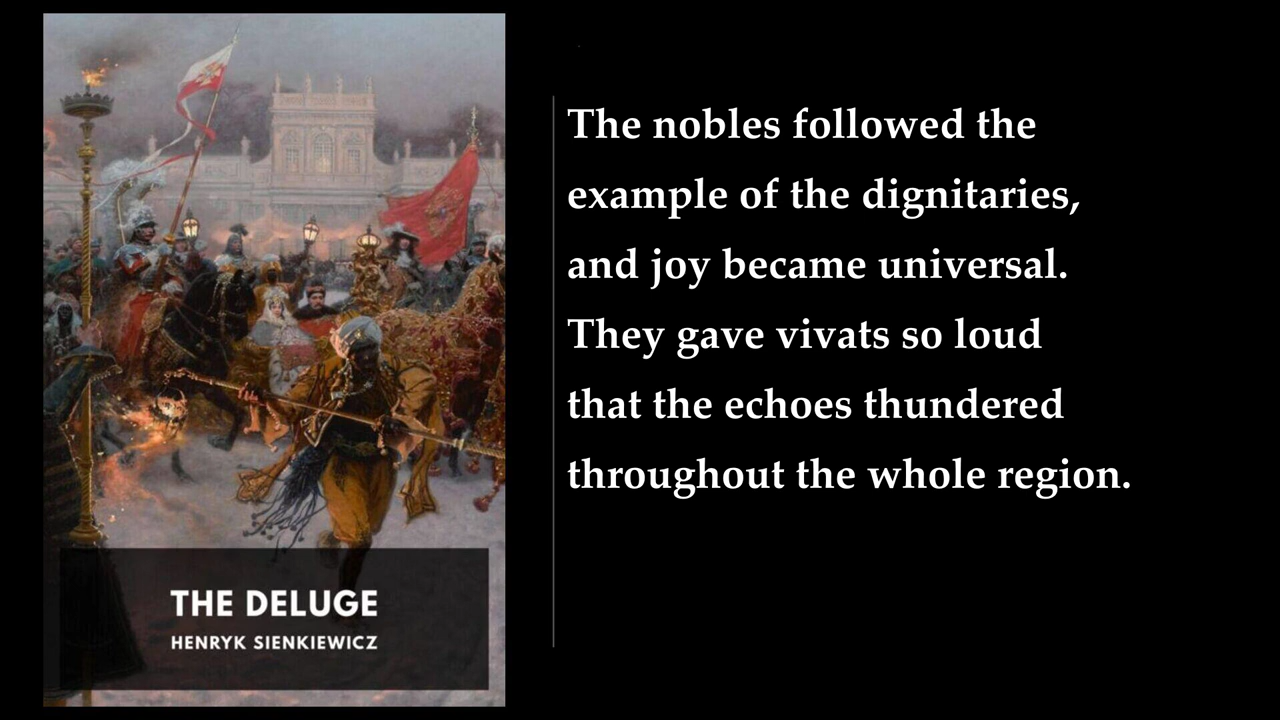 The nobles followed the
example of the dignitaries,
and joy became universal.
They gave vivats so loud
that the echoes thundered
throughout the whole region.
THE DELUGE
HENRYK SIENKIEWICZ